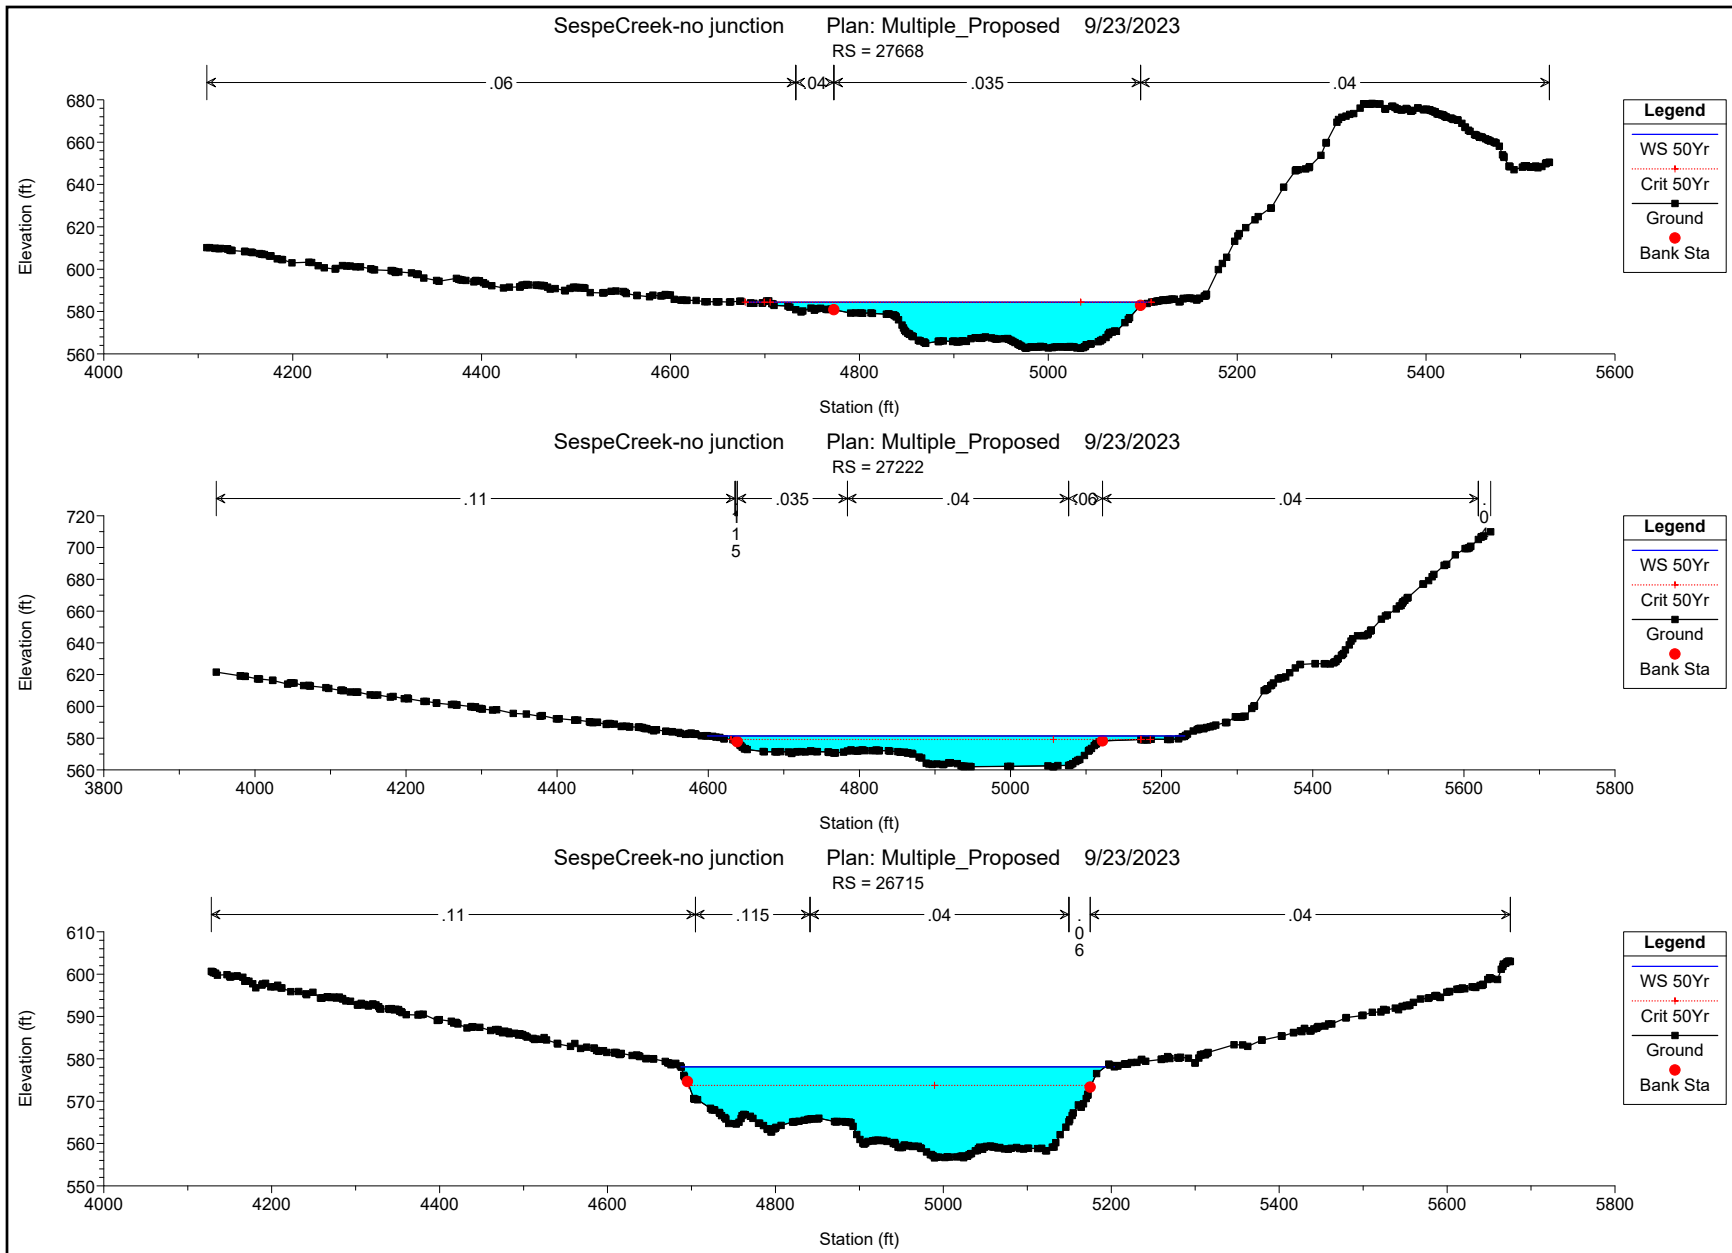 SespeCreek-no junction Plan: Multiple_Proposed 9/23/2023
RS = 27668
.06 .04 .035 .04
680
660
640
620
600
580
560
Elevation (ft)
4000 4200 4400 4600 4800 5000 5200 5400 5600
Station (ft)
Legend
WS 50Yr
Crit 50Yr
Ground
Bank Sta
SespeCreek-no junction Plan: Multiple_Proposed 9/23/2023
RS = 27222
.11 .115 .035 .04 .06 .04 .0
720
700
680
660
640
620
600
580
560
Elevation (ft)
3800 4000 4200 4400 4600 4800 5000 5200 5400 5600 5800
Station (ft)
Legend
WS 50Yr
Crit 50Yr
Ground
Bank Sta
SespeCreek-no junction Plan: Multiple_Proposed 9/23/2023
RS = 26715
.11 .115 .04 .06 .04
610
600
590
580
570
560
550
Elevation (ft)
4000 4200 4400 4600 4800 5000 5200 5400 5600 5800
Station (ft)
Legend
WS 50Yr
Crit 50Yr
Ground
Bank Sta